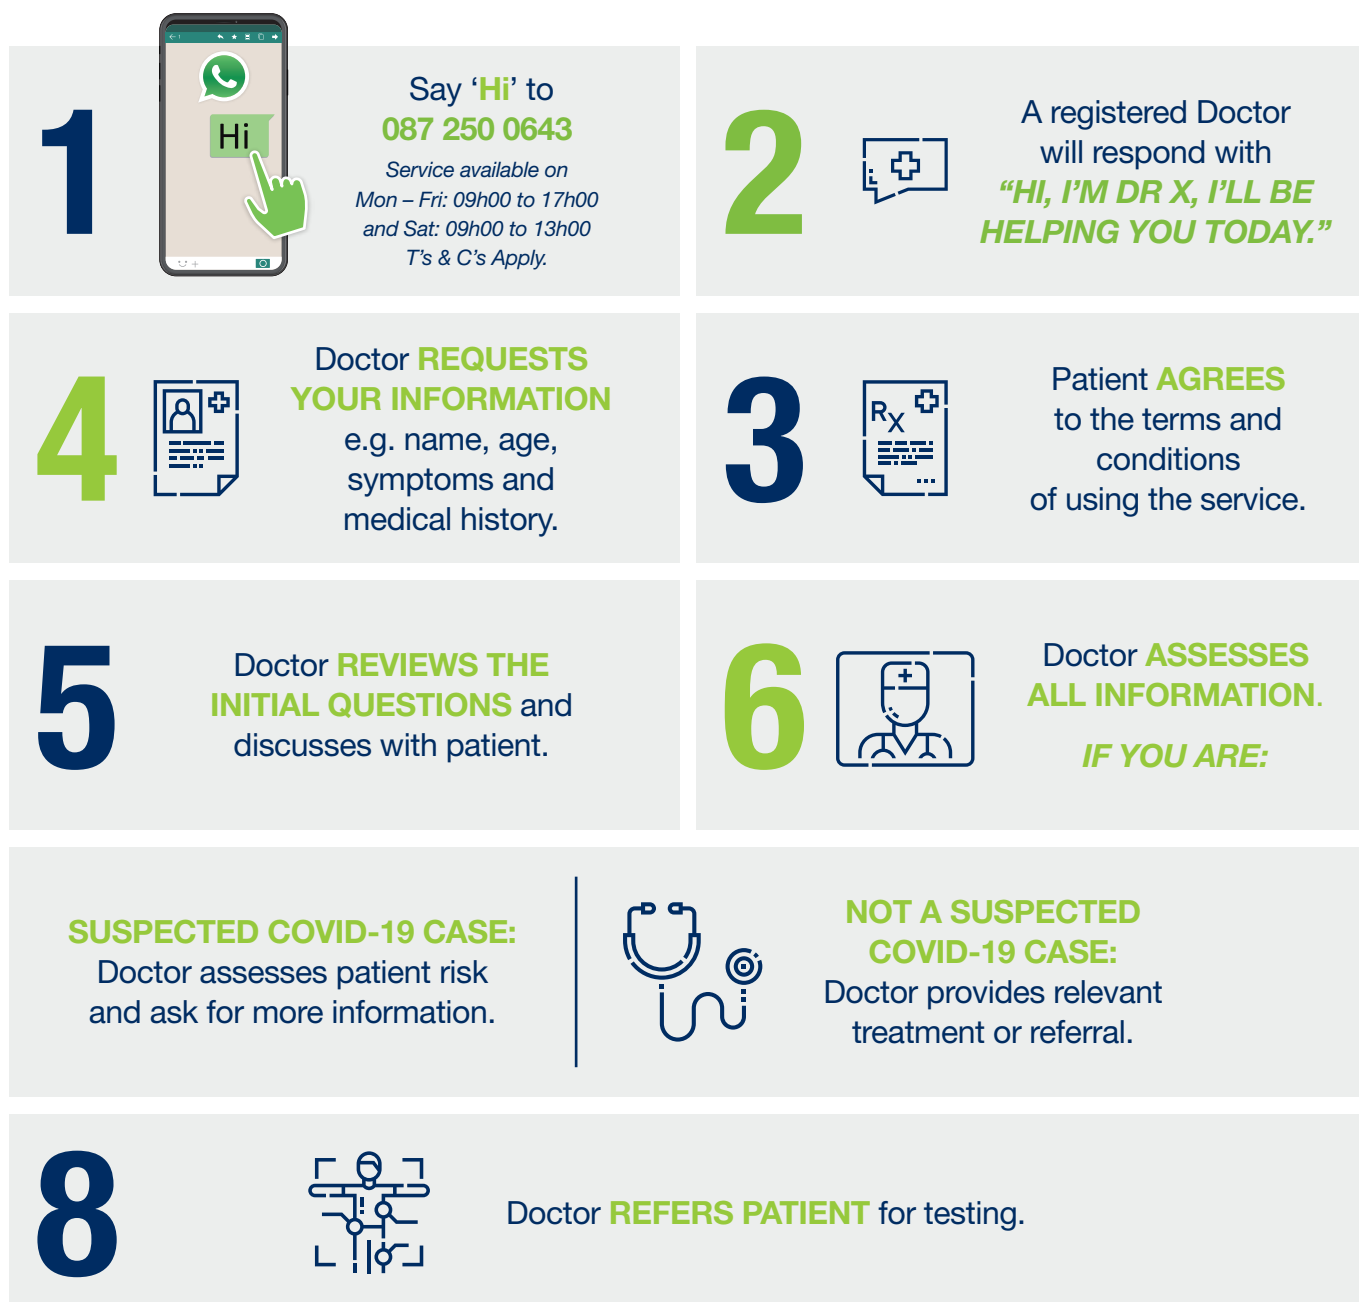 1
Hi
Say ‘Hi’ to
087 250 0643
Service available on
Mon – Fri: 09h00 to 17h00
and Sat: 09h00 to 13h00
T’s & C’s Apply.
2
A registered Doctor
will respond with
“HI, I’M DR X, I’LL BE
HELPING YOU TODAY.”
4
Doctor REQUESTS
YOUR INFORMATION
e.g. name, age,
symptoms and
medical history.
3
RX
Patient AGREES
to the terms and
conditions
of using the service.
5
Doctor REVIEWS THE
INITIAL QUESTIONS and
discusses with patient.
6
Doctor ASSESSES
ALL INFORMATION.
IF YOU ARE:
SUSPECTED COVID-19 CASE:
Doctor assesses patient risk
and ask for more information.
NOT A SUSPECTED
COVID-19 CASE:
Doctor provides relevant
treatment or referral.
8
Doctor REFERS PATIENT for testing.